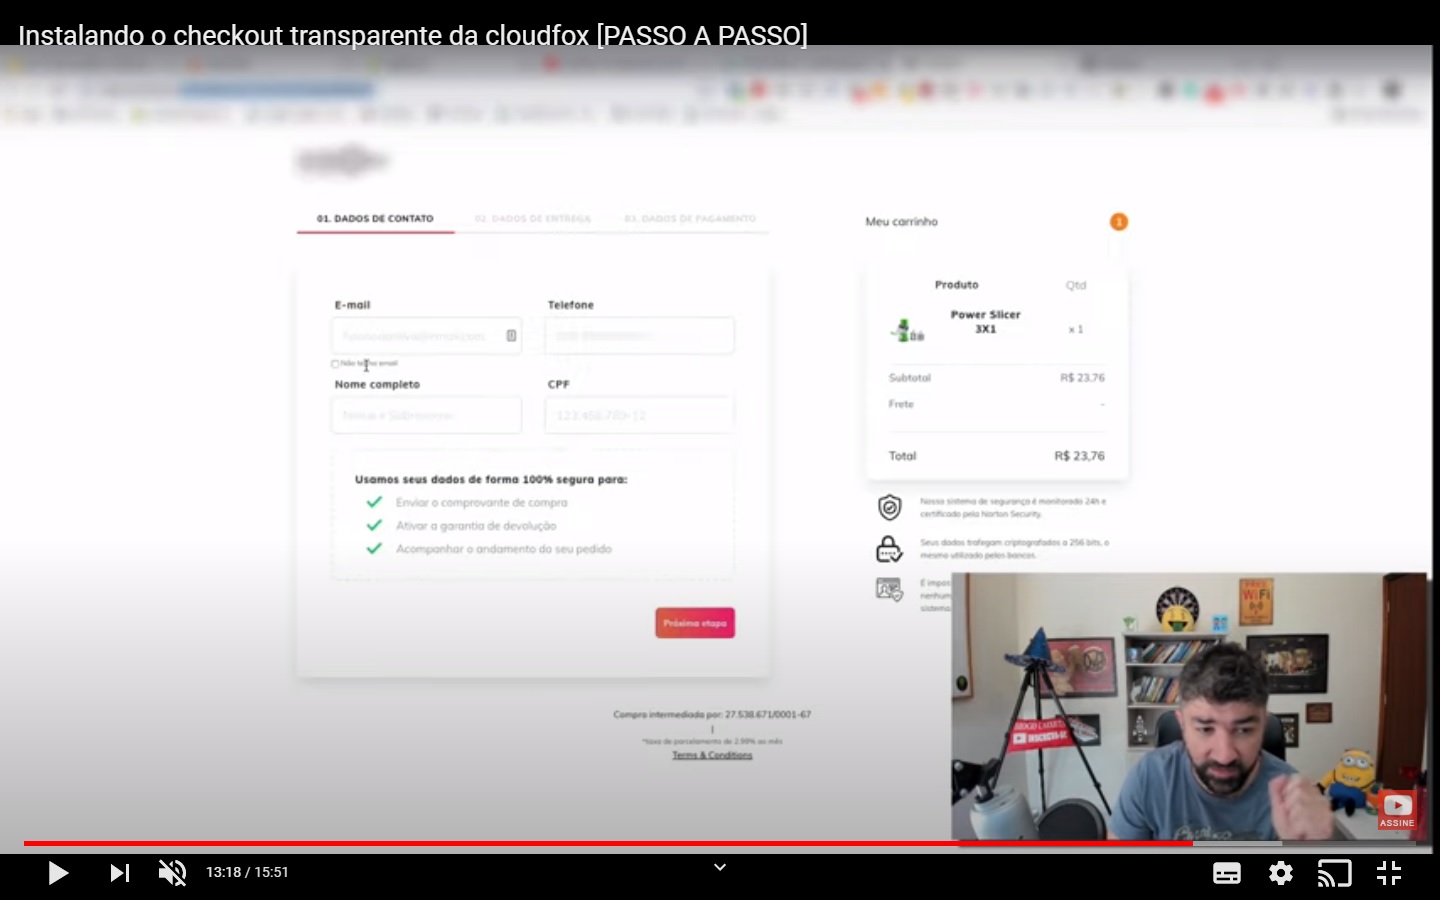 Instalando o checkout transparente da cloudfox [PASSO A PASSO]
01. DADOS DE CONTATO
02. DADOS DE ENTREGA
03. DADOS DE PAGAMENTO
E-mail
Telefone
Não tenho email
Nome completo
CPF
Nome e Sobrenome
123.456.789-12
Usamos seus dados de forma 100% segura para:
Enviar o comprovante de compra
Ativar a garantia de devolução
Acompanhar o andamento do seu pedido
Próxima etapa
Compra intermediada por: 27.538.671/0001-67
|
*taxa de parcelamento de 2.99% ao mês
Terms & Conditions
Meu carrinho
1
Produto
Qtd
Power Slicer
3X1
x 1
Subtotal
R$ 23,76
Frete
-
Total
R$ 23,76
Nosso sistema de segurança é monitorado 24h e
certificado pela Norton Security.
Seus dados trafegam criptografados a 256 bits, o
mesmo utilizado pelos bancos.
É
nenhum
sistema
FREE
WiFi
INSCREVA-SE
ASSINE
13:18 / 15:51